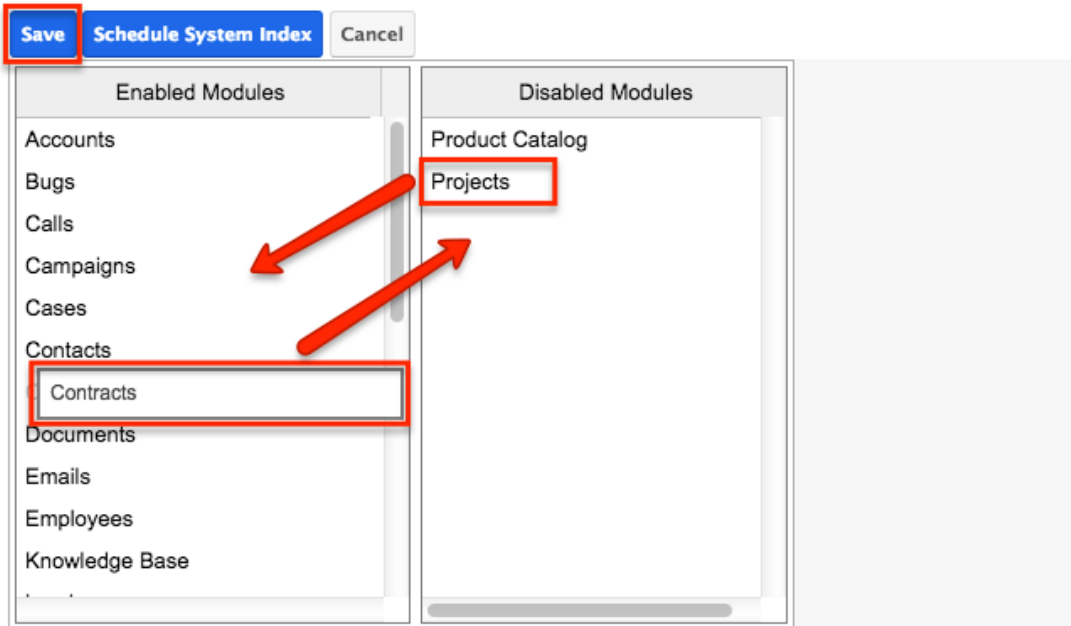 Save Schedule System Index Cancel
Enabled Modules Disabled Modules
Accounts Product Catalog
Bugs Projects
Calls
Campaigns
Cases
Contacts
Contracts
Documents
Emails
Employees
Knowledge Base